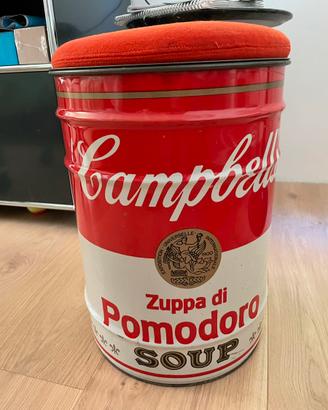 Campbell's
Zuppa di
Pomodoro
SOUP